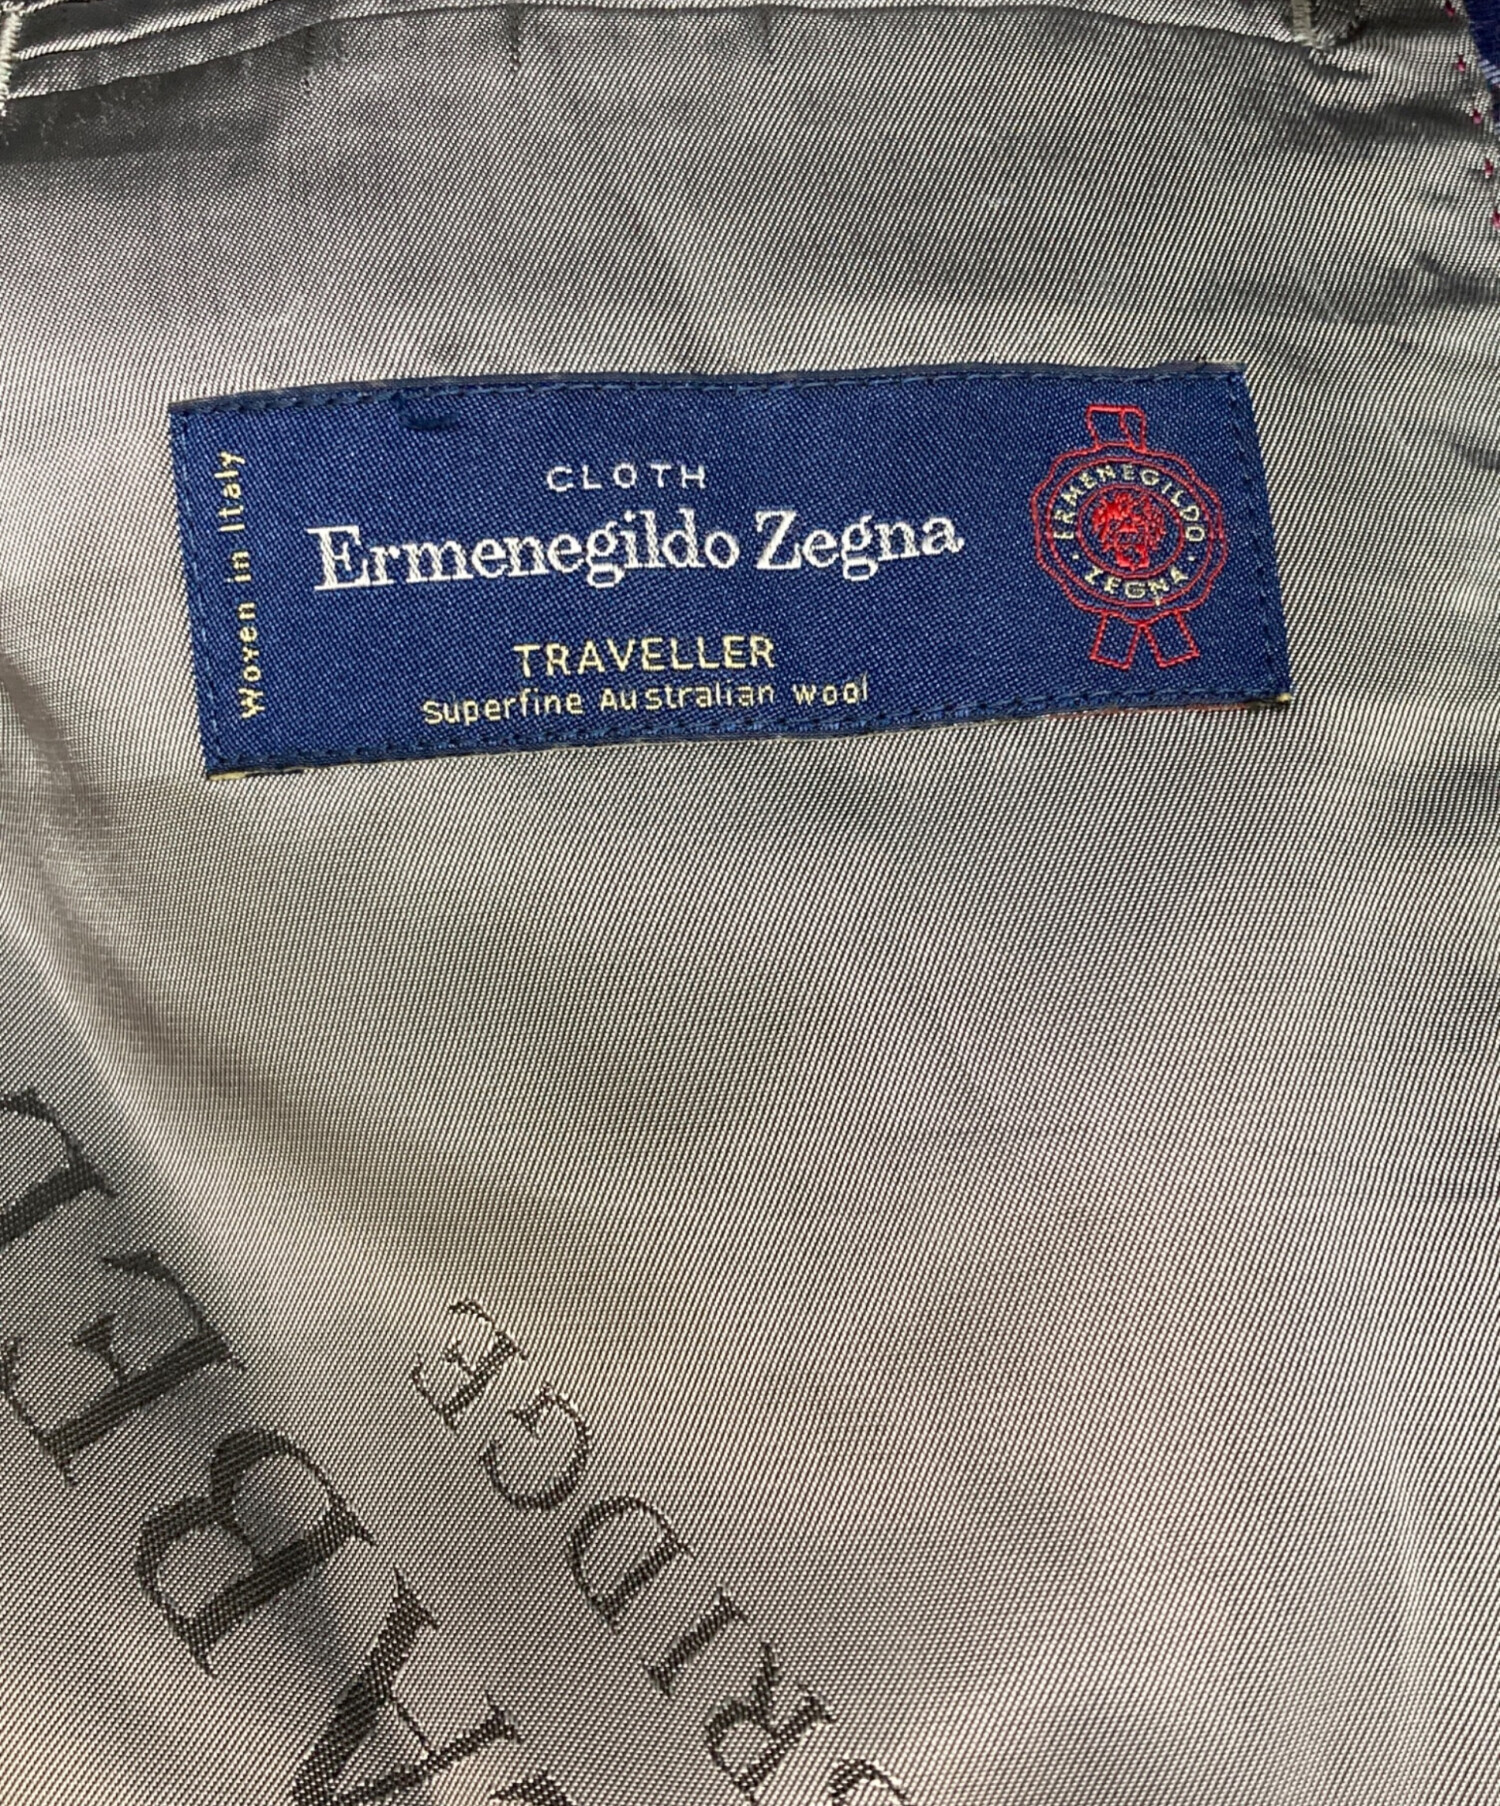 Woven in Italy
CLOTH
Ermenegildo Zegna
TRAVELLER
Superfine Australian wool
ERMENEGILDO
· ZEGNA ·